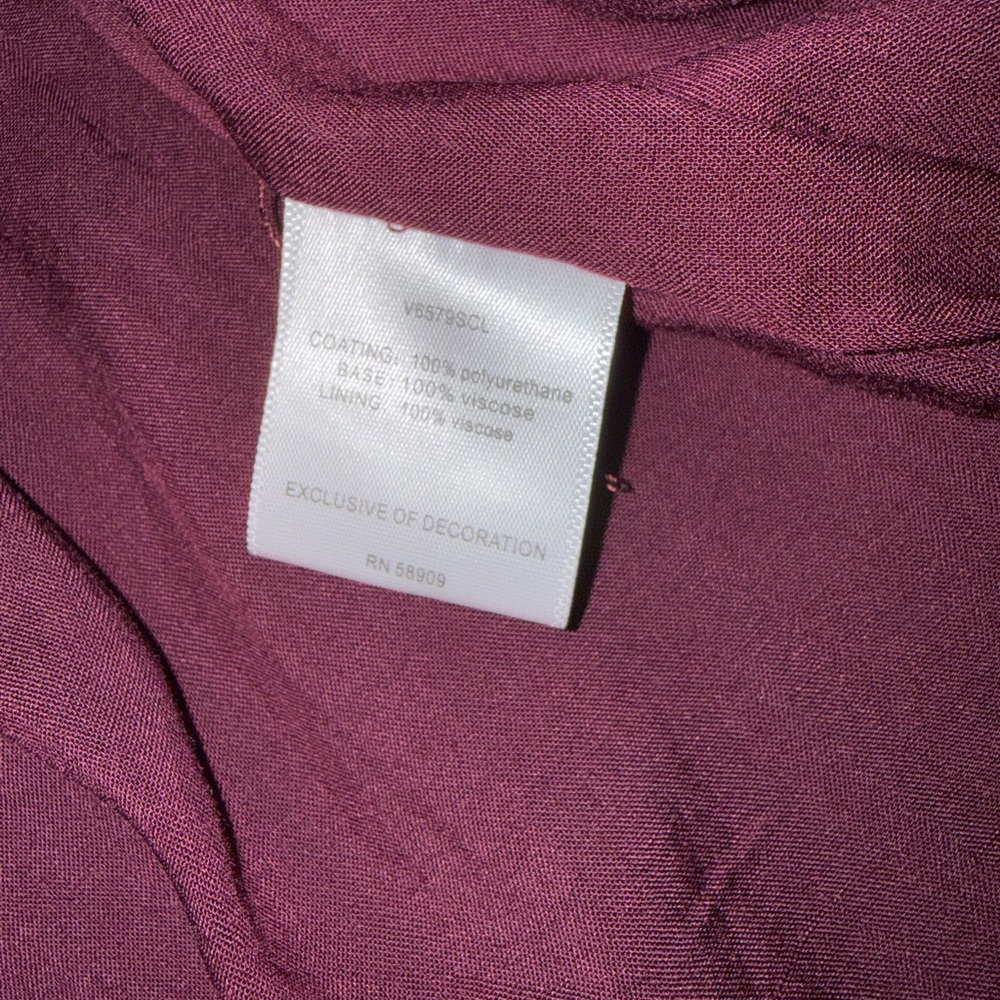 V6579SCL
COATING: 100% polyurethane
BASE: 100% viscose
LINING: 100% viscose
EXCLUSIVE OF DECORATION
RN 58909